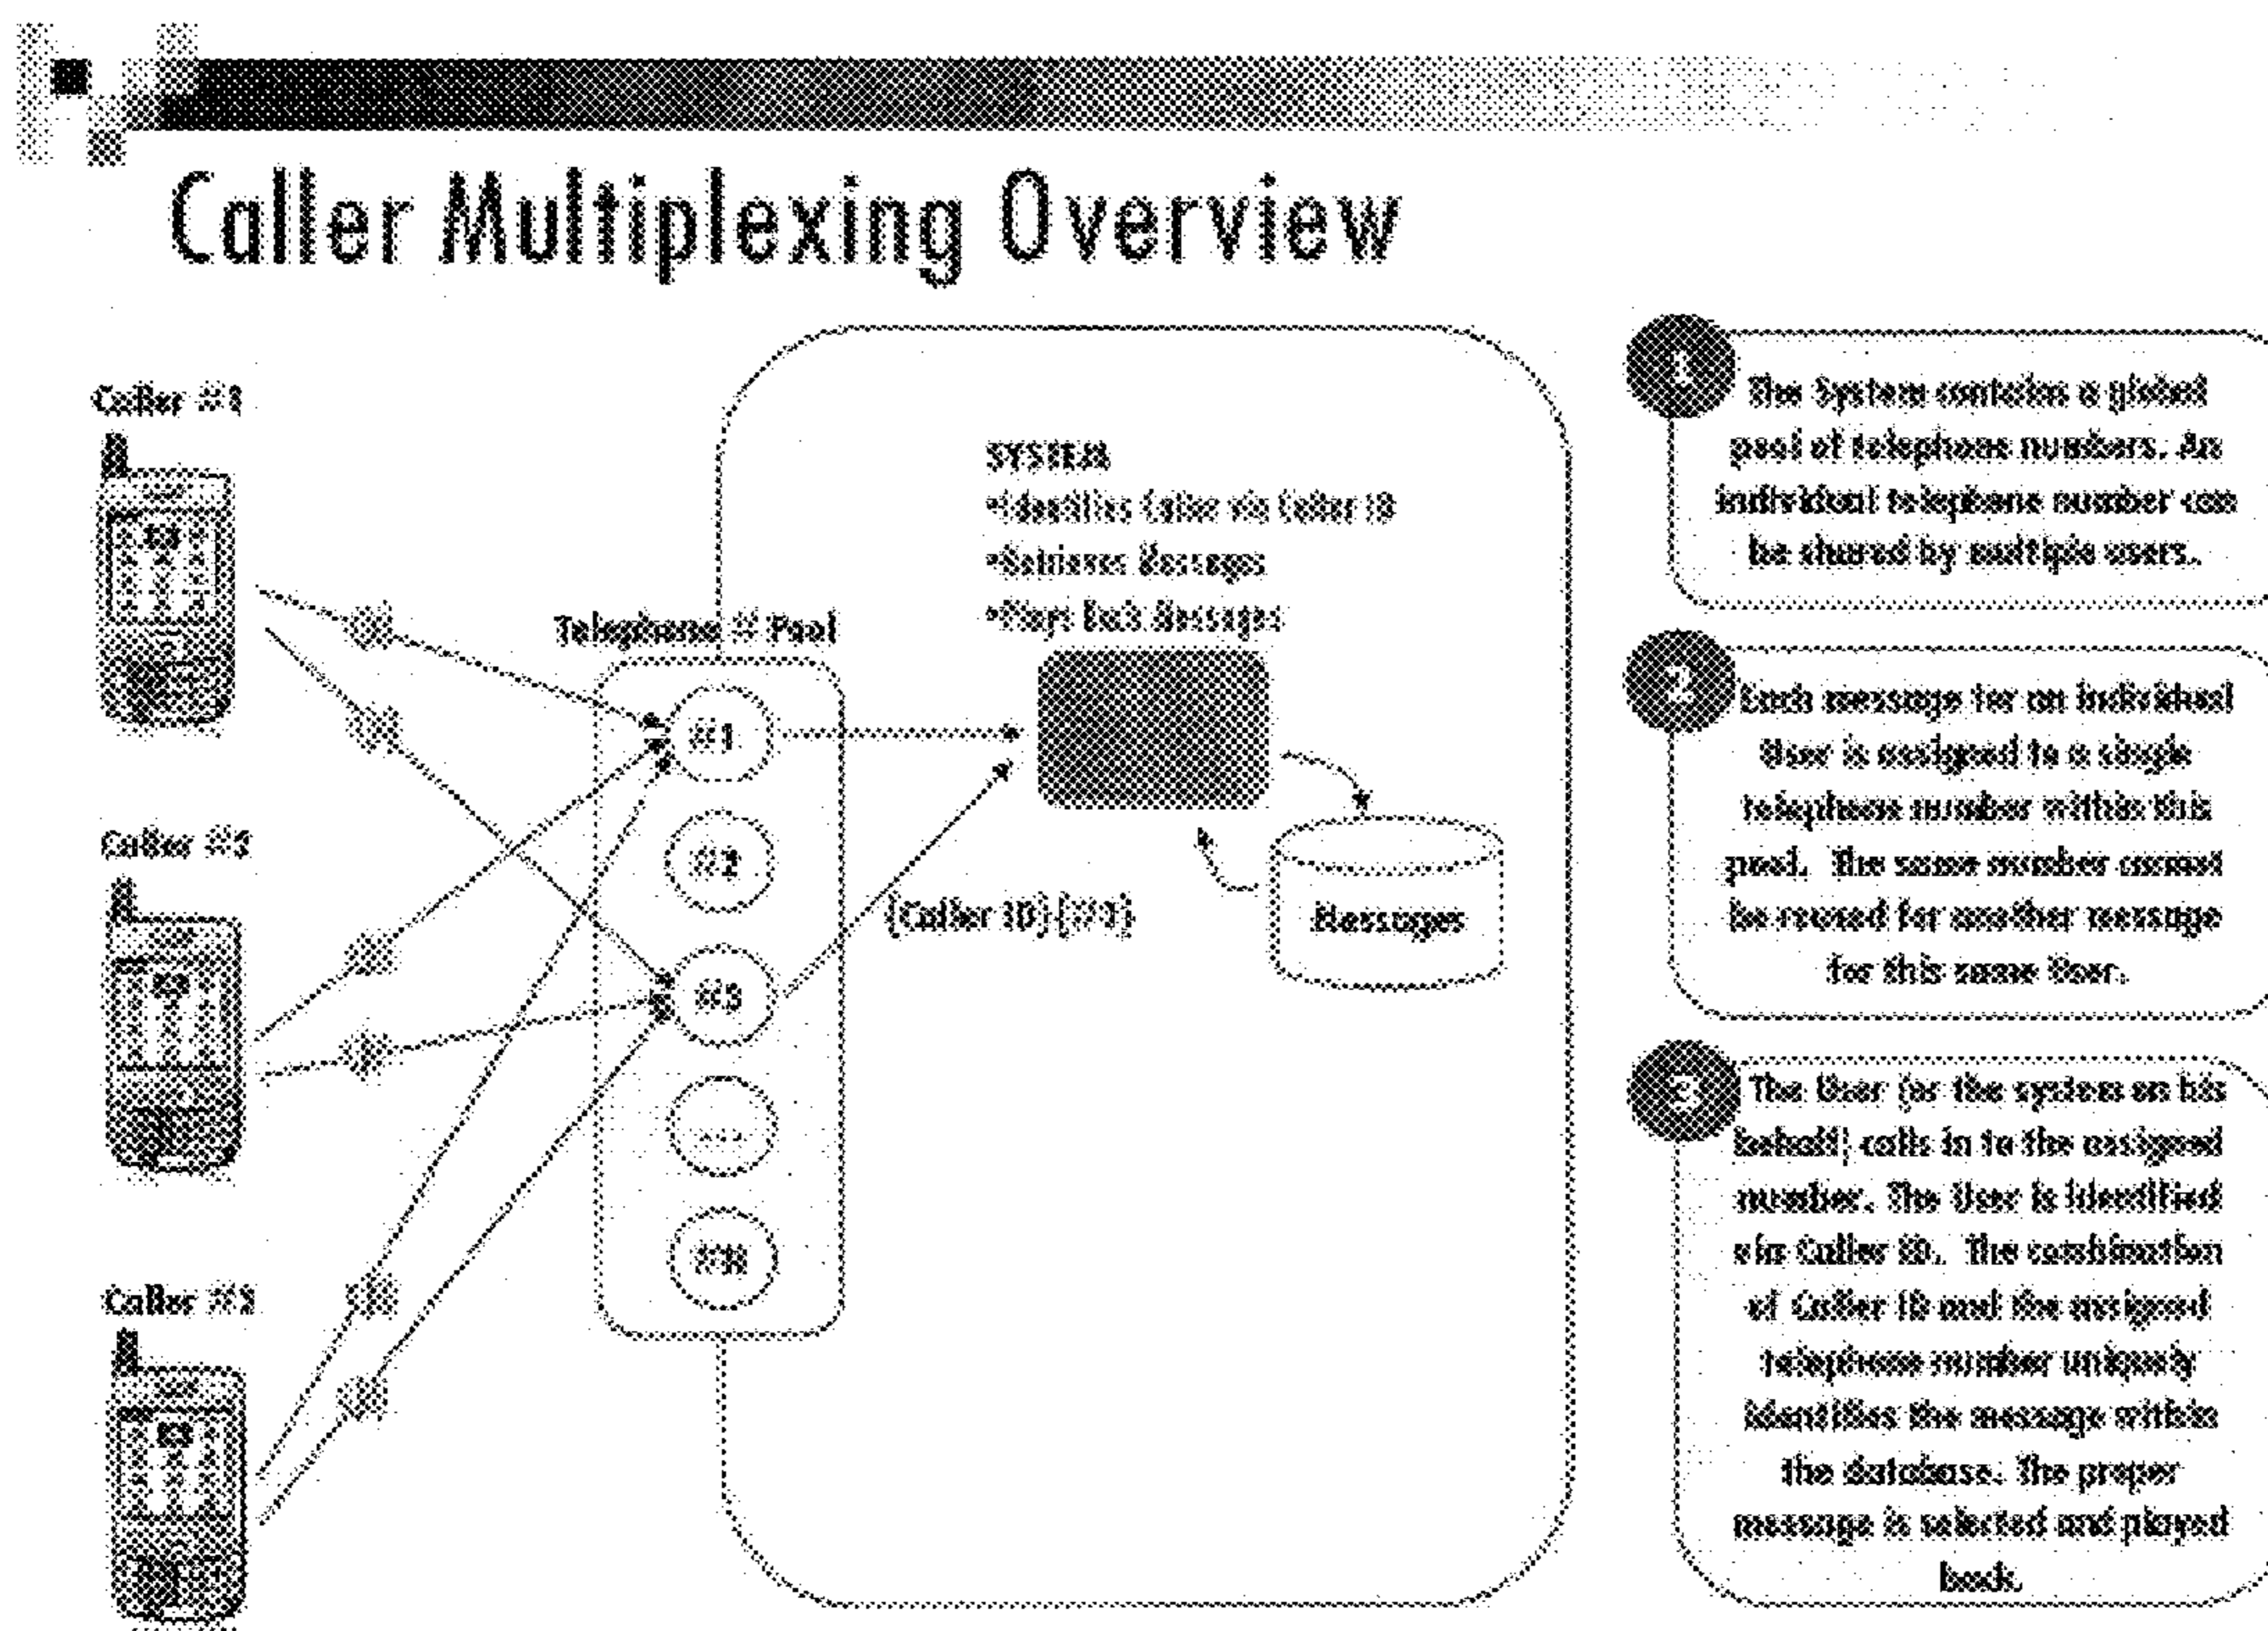 Caller Multiplexing Overview
Caller #1
SYSTEM
•Identifies Caller via Caller ID
•Retrieves Messages
•Plays Back Messages
Telephone # Pool
#1
#2
#3
...
#N
Caller
Caller
(Caller ID)
Messages
1
The System contains a global
pool of telephone numbers. An
individual telephone number can
be shared by multiple users.
2
Each message for an individual
User is assigned to a single
telephone number within this
pool. The same number cannot
be reused for another message
for this same User.
3
The User (or the system on his
behalf) calls in to the assigned
number. The User is identified
via Caller ID. The combination
of Caller ID and the assigned
telephone number uniquely
identifies the message within
the database. The proper
message is selected and played
back.